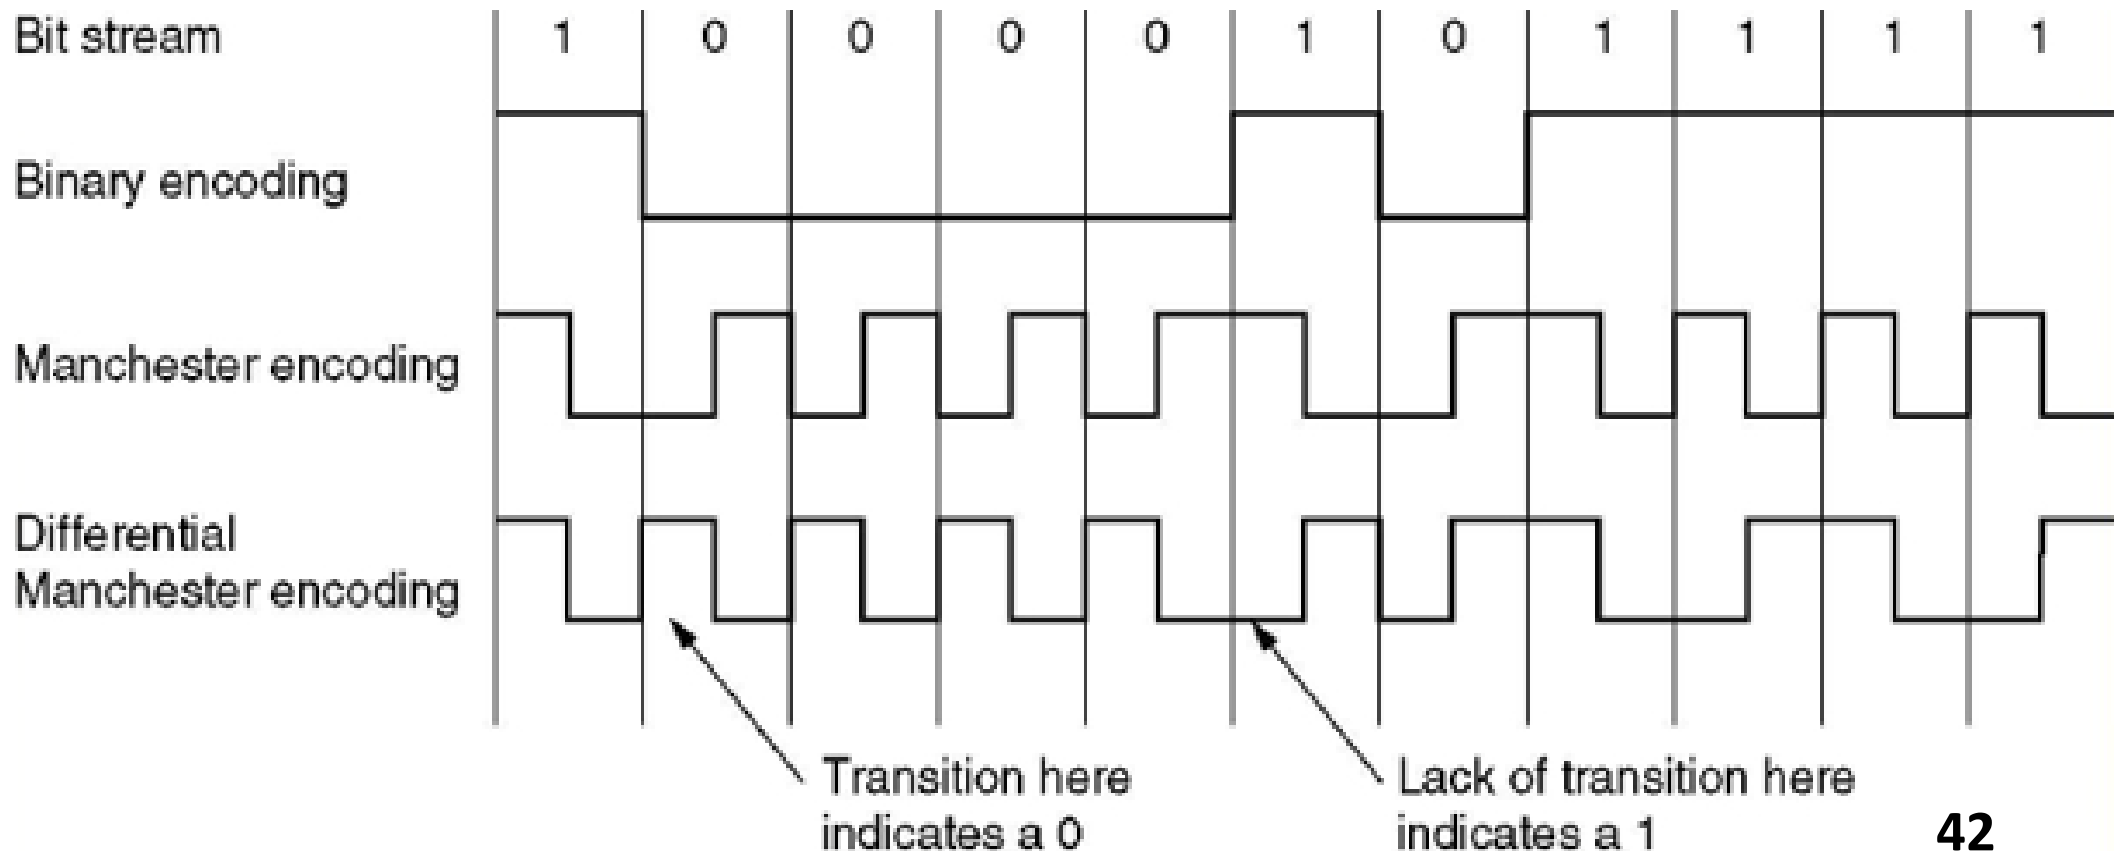 Bit stream 1 0 0 0 0 1 0 1 1 1 1
Binary encoding
Manchester encoding
Differential
Manchester encoding
Transition here
indicates a 0
Lack of transition here
indicates a 1
42